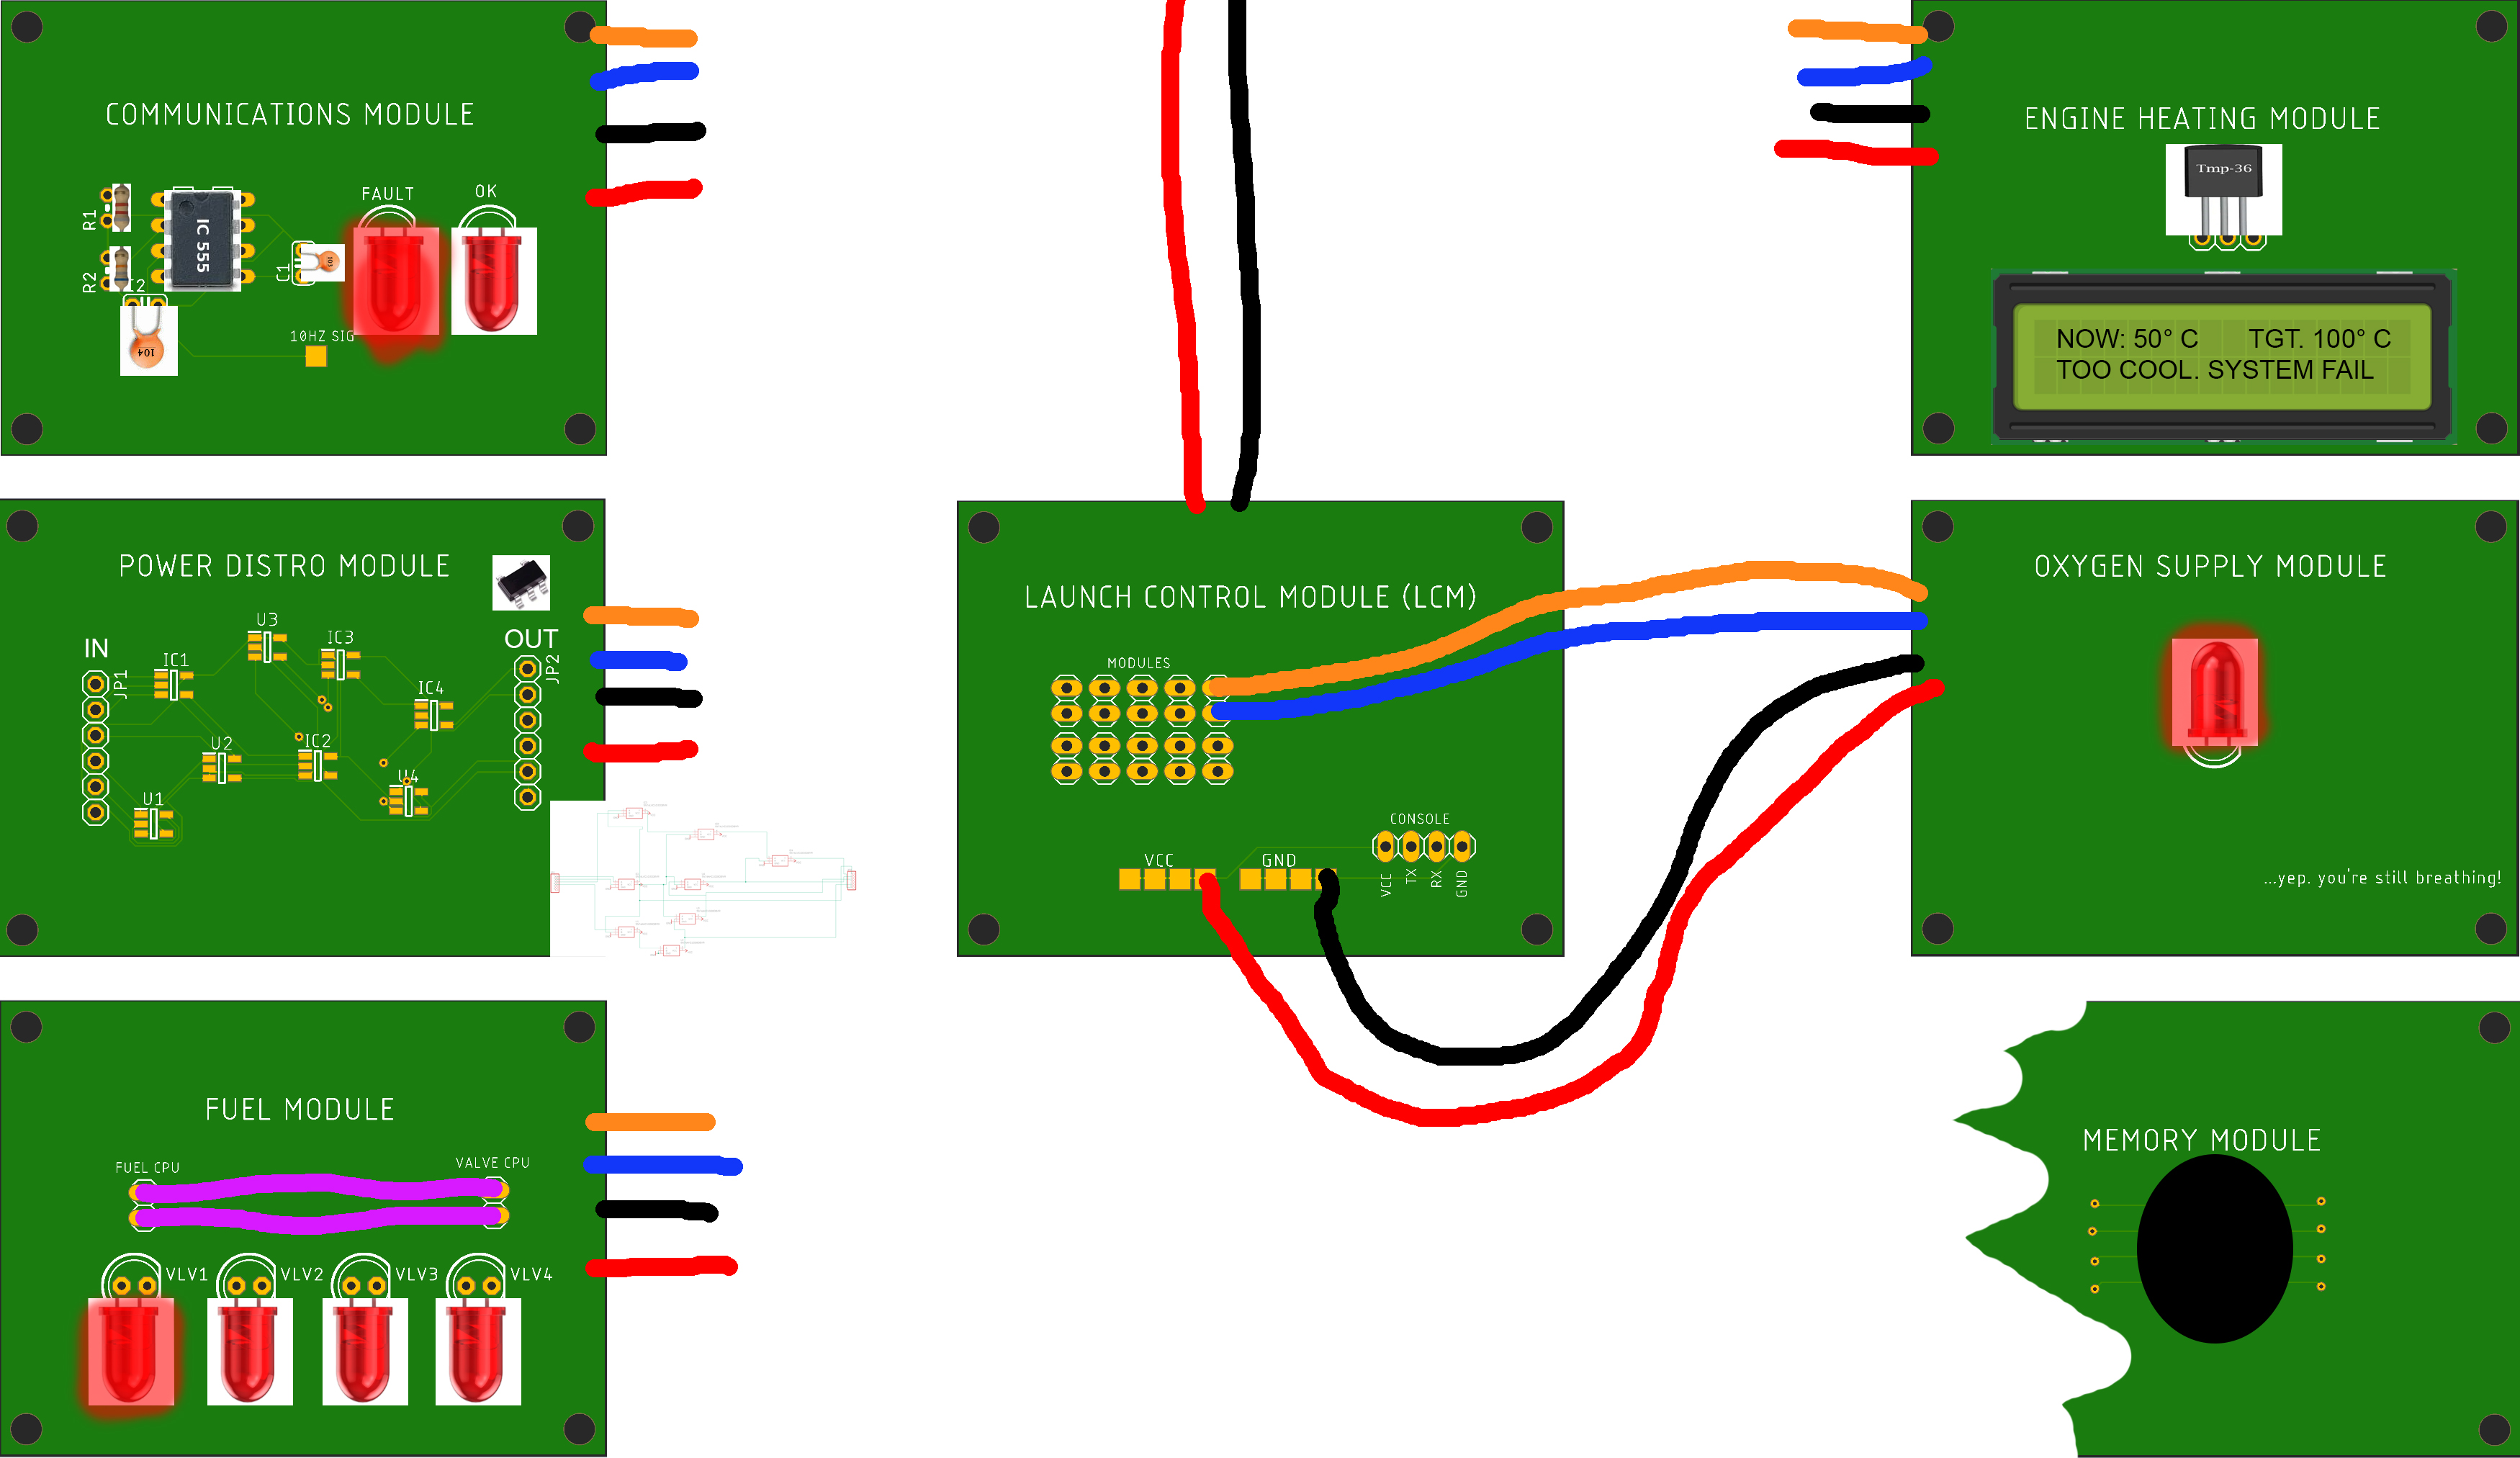 COMMUNICATIONS MODULE
FAULT
OK
R1
IC 555
R2
C1
103
104
10HZ SIG
ENGINE HEATING MODULE
Tmp-36
NOW: 50° C TGT. 100° C
TOO COOL. SYSTEM FAIL
POWER DISTRO MODULE
IN
OUT
JP1
JP2
U3
IC1
IC3
IC4
U2
IC2
U4
U1
LAUNCH CONTROL MODULE (LCM)
MODULES
CONSOLE
VCC
GND
VCC
TX
RX
GND
OXYGEN SUPPLY MODULE
...yep. you're still breathing!
FUEL MODULE
FUEL CPU
VALVE CPU
VLV1
VLV2
VLV3
VLV4
MEMORY MODULE